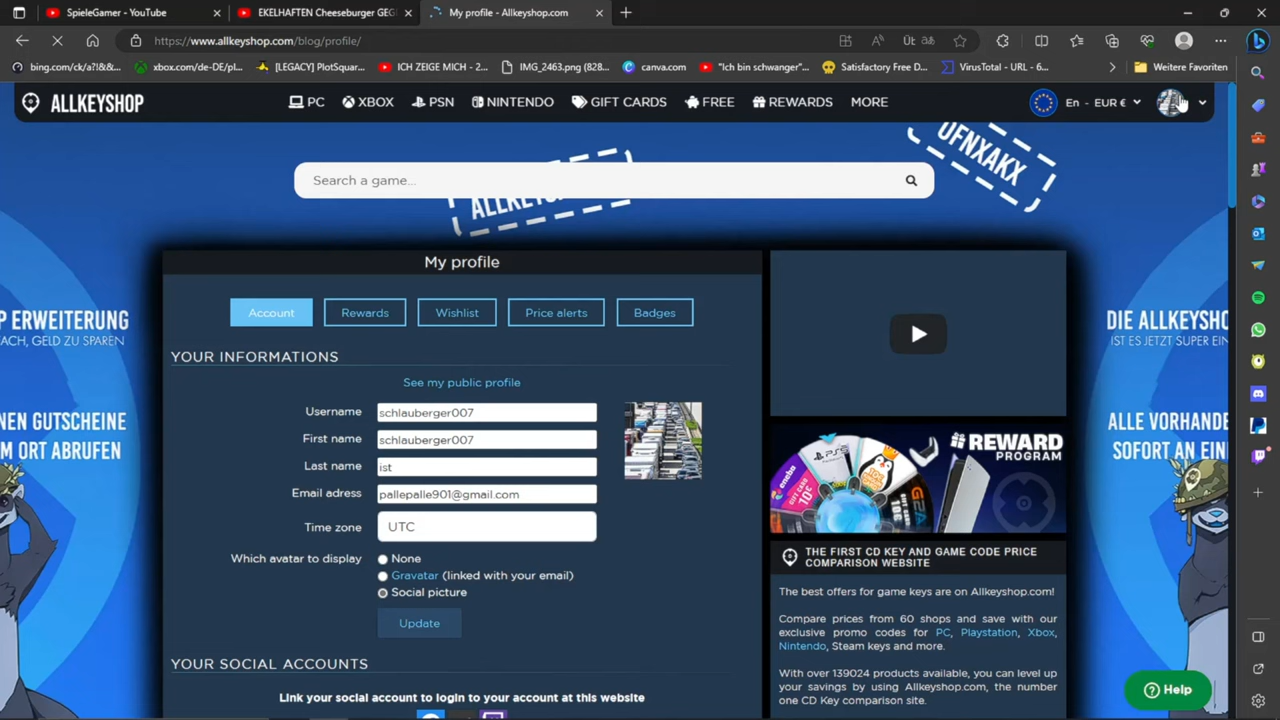 SpieleGamer - YouTube
EKELHAFTEN Cheeseburger GEG
My profile - Allkeyshop.com
https://www.allkeyshop.com/blog/profile/
bing.com/ck/a?!&&...
xbox.com/de-DE/pl...
[LEGACY] PlotSquar...
ICH ZEIGE MICH - 2...
IMG_2463.png (828...
canva.com
"Ich bin schwanger"...
Satisfactory Free D...
VirusTotal - URL - 6...
Weitere Favoriten
ALLKEYSHOP
PC
XBOX
PSN
NINTENDO
GIFT CARDS
FREE
REWARDS
MORE
En - EUR €
Search a game...
My profile
Account
Rewards
Wishlist
Price alerts
Badges
YOUR INFORMATIONS
See my public profile
Username
schlauberger007
First name
schlauberger007
Last name
ist
Email adress
pallepalle901@gmail.com
Time zone
UTC
Which avatar to display
None
Gravatar (linked with your email)
Social picture
Update
YOUR SOCIAL ACCOUNTS
Link your social account to login to your account at this website
REWARD
PROGRAM
THE FIRST CD KEY AND GAME CODE PRICE
COMPARISON WEBSITE
The best offers for game keys are on Allkeyshop.com!
Compare prices from 60 shops and save with our
exclusive promo codes for PC, Playstation, Xbox,
Nintendo, Steam keys and more.
With over 139024 products available, you can level up
your savings by using Allkeyshop.com, the number
one CD Key comparison site.
P ERWEITERUNG
ACH, GELD ZU SPAREN
NEN GUTSCHEINE
M ORT ABRUFEN
DIE ALLKEYSHO
IST ES JETZT SUPER EIN
ALLE VORHANDE
SOFORT AN EIN
Help